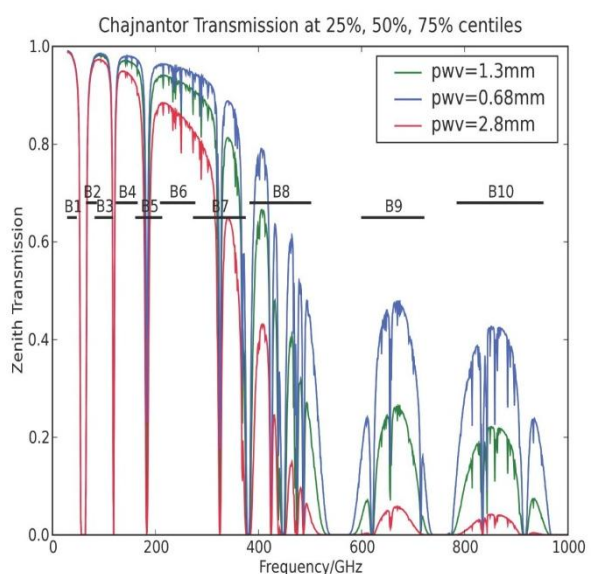 Chajnantor Transmission at 25%, 50%, 75% centiles
1.0
0.8
0.6
0.4
0.2
0.0
Zenith Transmission
pwv=1.3mm
pwv=0.68mm
pwv=2.8mm
B2 B4 B6 B8 B10
B1 B3 B5 B7 B9
0 200 400 600 800 1000
Frequency/GHz